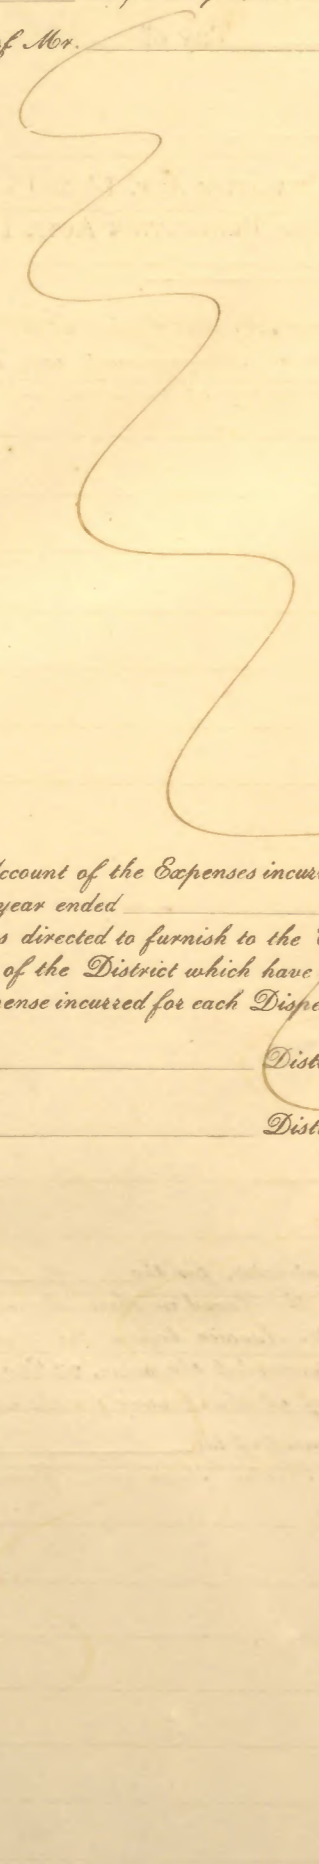 of Mr.
Account of the Expenses incur
year ended
s directed to furnish to the
of the District which have
ense incurred for each Dispe
Dist
Dist